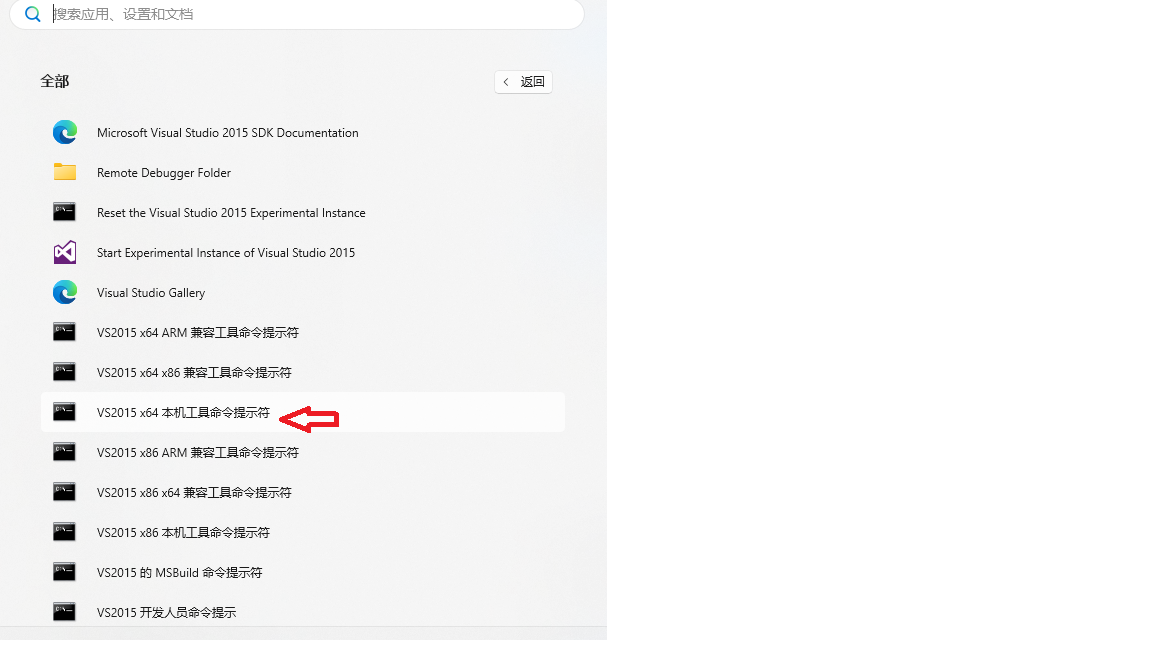 搜索应用、设置和文档
全部
返回
Microsoft Visual Studio 2015 SDK Documentation
Remote Debugger Folder
Reset the Visual Studio 2015 Experimental Instance
Start Experimental Instance of Visual Studio 2015
Visual Studio Gallery
VS2015 x64 ARM 兼容工具命令提示符
VS2015 x64 x86 兼容工具命令提示符
VS2015 x64 本机工具命令提示符
VS2015 x86 ARM 兼容工具命令提示符
VS2015 x86 x64 兼容工具命令提示符
VS2015 x86 本机工具命令提示符
VS2015 的 MSBuild 命令提示符
VS2015 开发人员命令提示